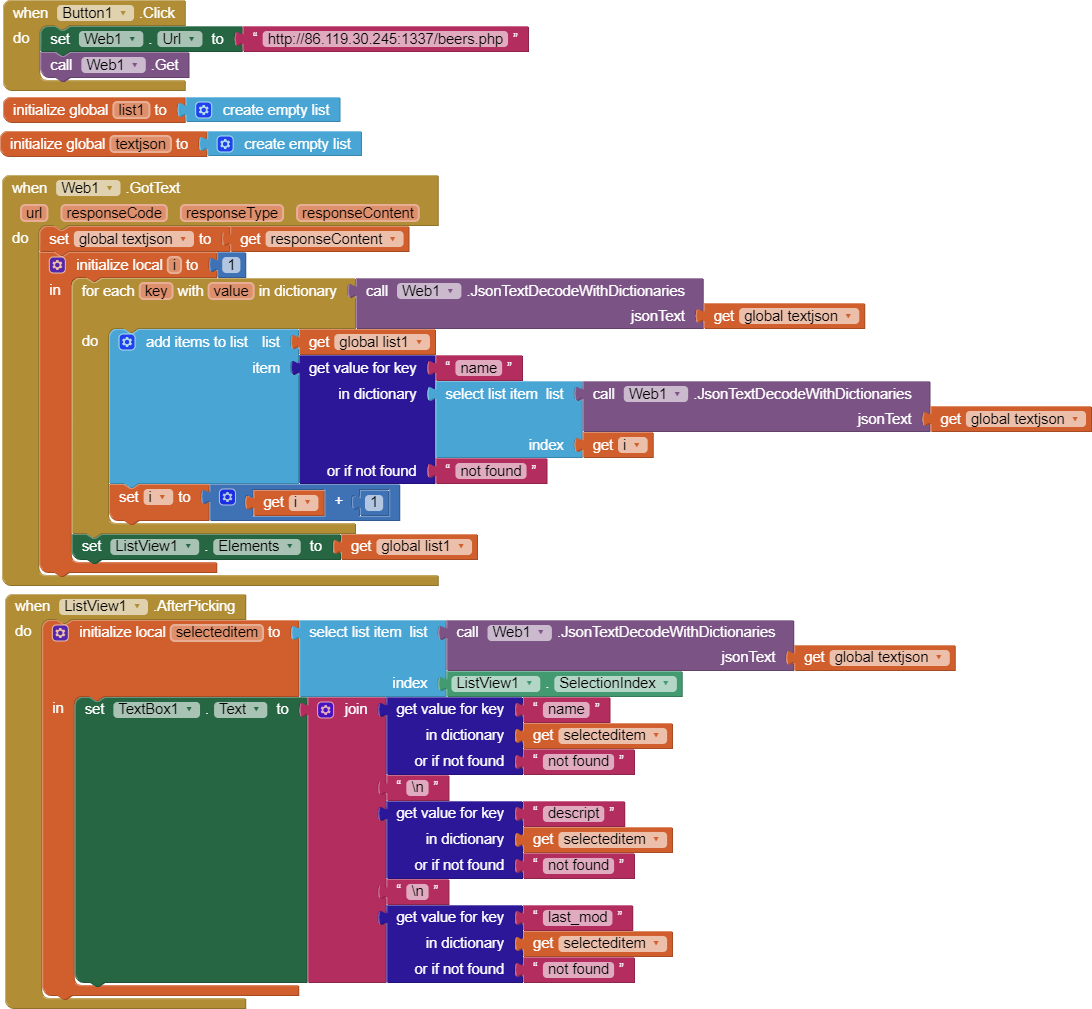 when Button1 .Click
do set Web1 . Url to " http://86.119.30.245:1337/beers.php "
call Web1 .Get
initialize global list1 to create empty list
initialize global textjson to create empty list
when Web1 .GotText
url responseCode responseType responseContent
do set global textjson to get responseContent
initialize local i to 1
in for each key with value in dictionary call Web1 .JsonTextDecodeWithDictionaries
jsonText get global textjson
do add items to list list get global list1
item get value for key " name "
in dictionary select list item list call Web1 .JsonTextDecodeWithDictionaries
jsonText get global textjson
index get i
or if not found " not found "
set i to get i + 1
set ListView1 . Elements to get global list1
when ListView1 .AfterPicking
do initialize local selecteditem to select list item list call Web1 .JsonTextDecodeWithDictionaries
jsonText get global textjson
index ListView1 . SelectionIndex
in set TextBox1 . Text to join get value for key " name "
in dictionary get selecteditem
or if not found " not found "
" \n "
get value for key " descript "
in dictionary get selecteditem
or if not found " not found "
" \n "
get value for key " last_mod "
in dictionary get selecteditem
or if not found " not found "